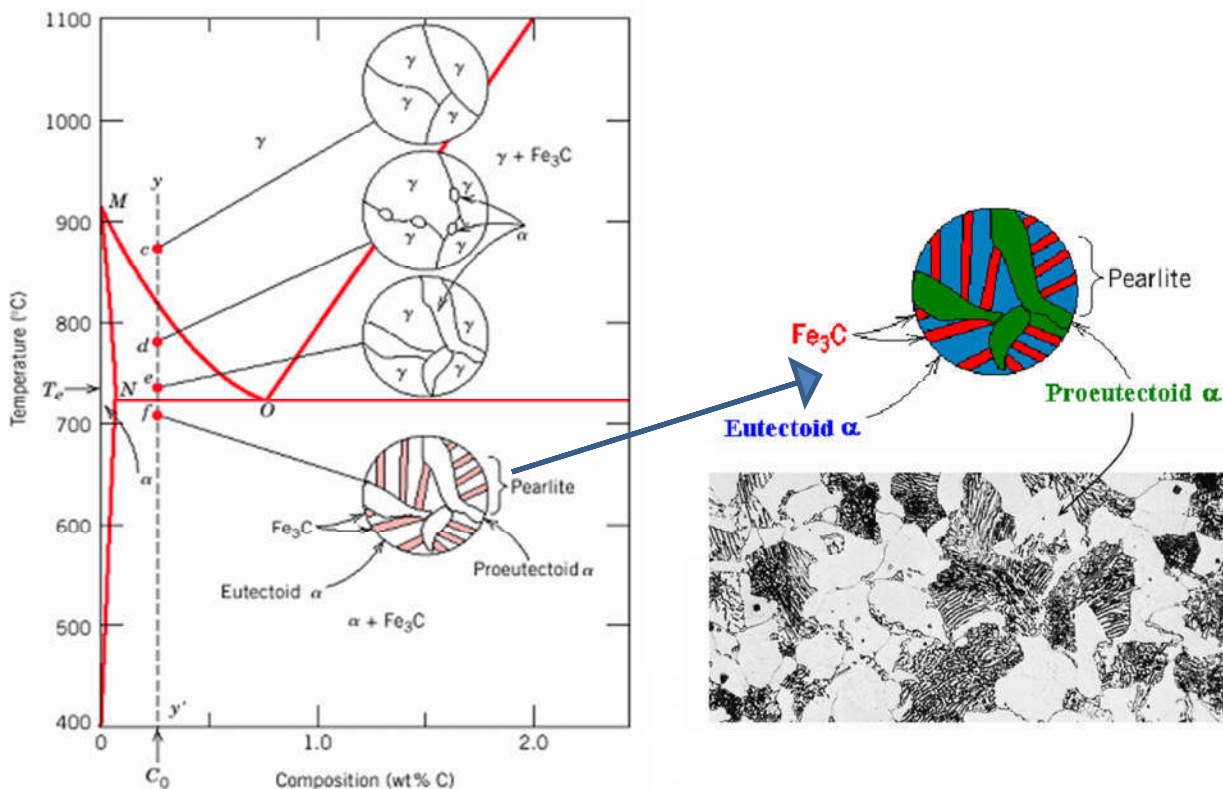 1100
1000
900
800
700
600
500
400
Temperature (°C)
T_e
0
1.0
2.0
Composition (wt% C)
C_0
γ
γ + Fe₃C
y
M
c
d
e
N
f
O
α
y'
γ
γ
γ
γ
γ
γ
γ
γ
α
γ
γ
γ
γ
Pearlite
Fe₃C
Proeutectoid α
Eutectoid α
α + Fe₃C
Pearlite
Fe₃C
Proeutectoid α
Eutectoid α